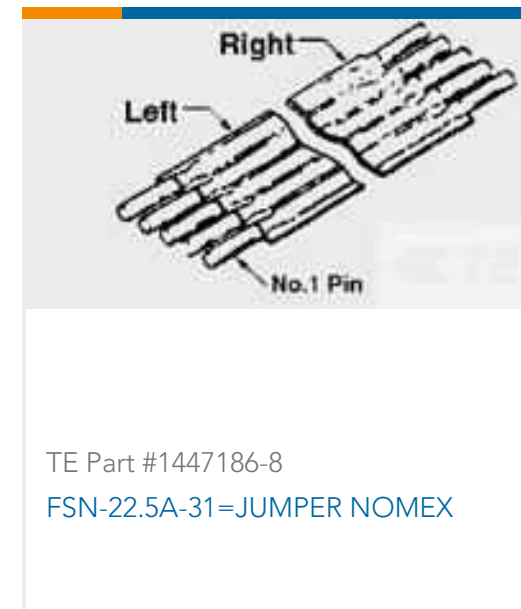 Right
Left
No.1 Pin
TE Part #1447186-8
FSN-22.5A-31=JUMPER NOMEX